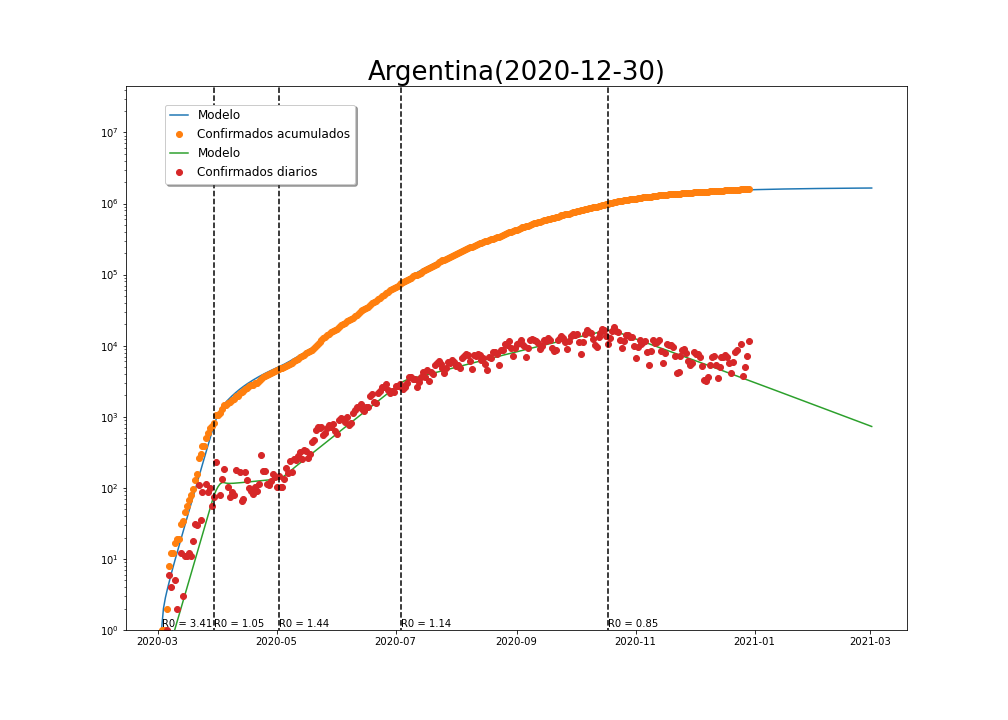 Argentina(2020-12-30)
Modelo
Confirmados acumulados
Modelo
Confirmados diarios
10^7
10^6
10^5
10^4
10^3
10^2
10^1
10^0
R0 = 3.41 R0 = 1.05 R0 = 1.44 R0 = 1.14 R0 = 0.85
2020-03 2020-05 2020-07 2020-09 2020-11 2021-01 2021-03